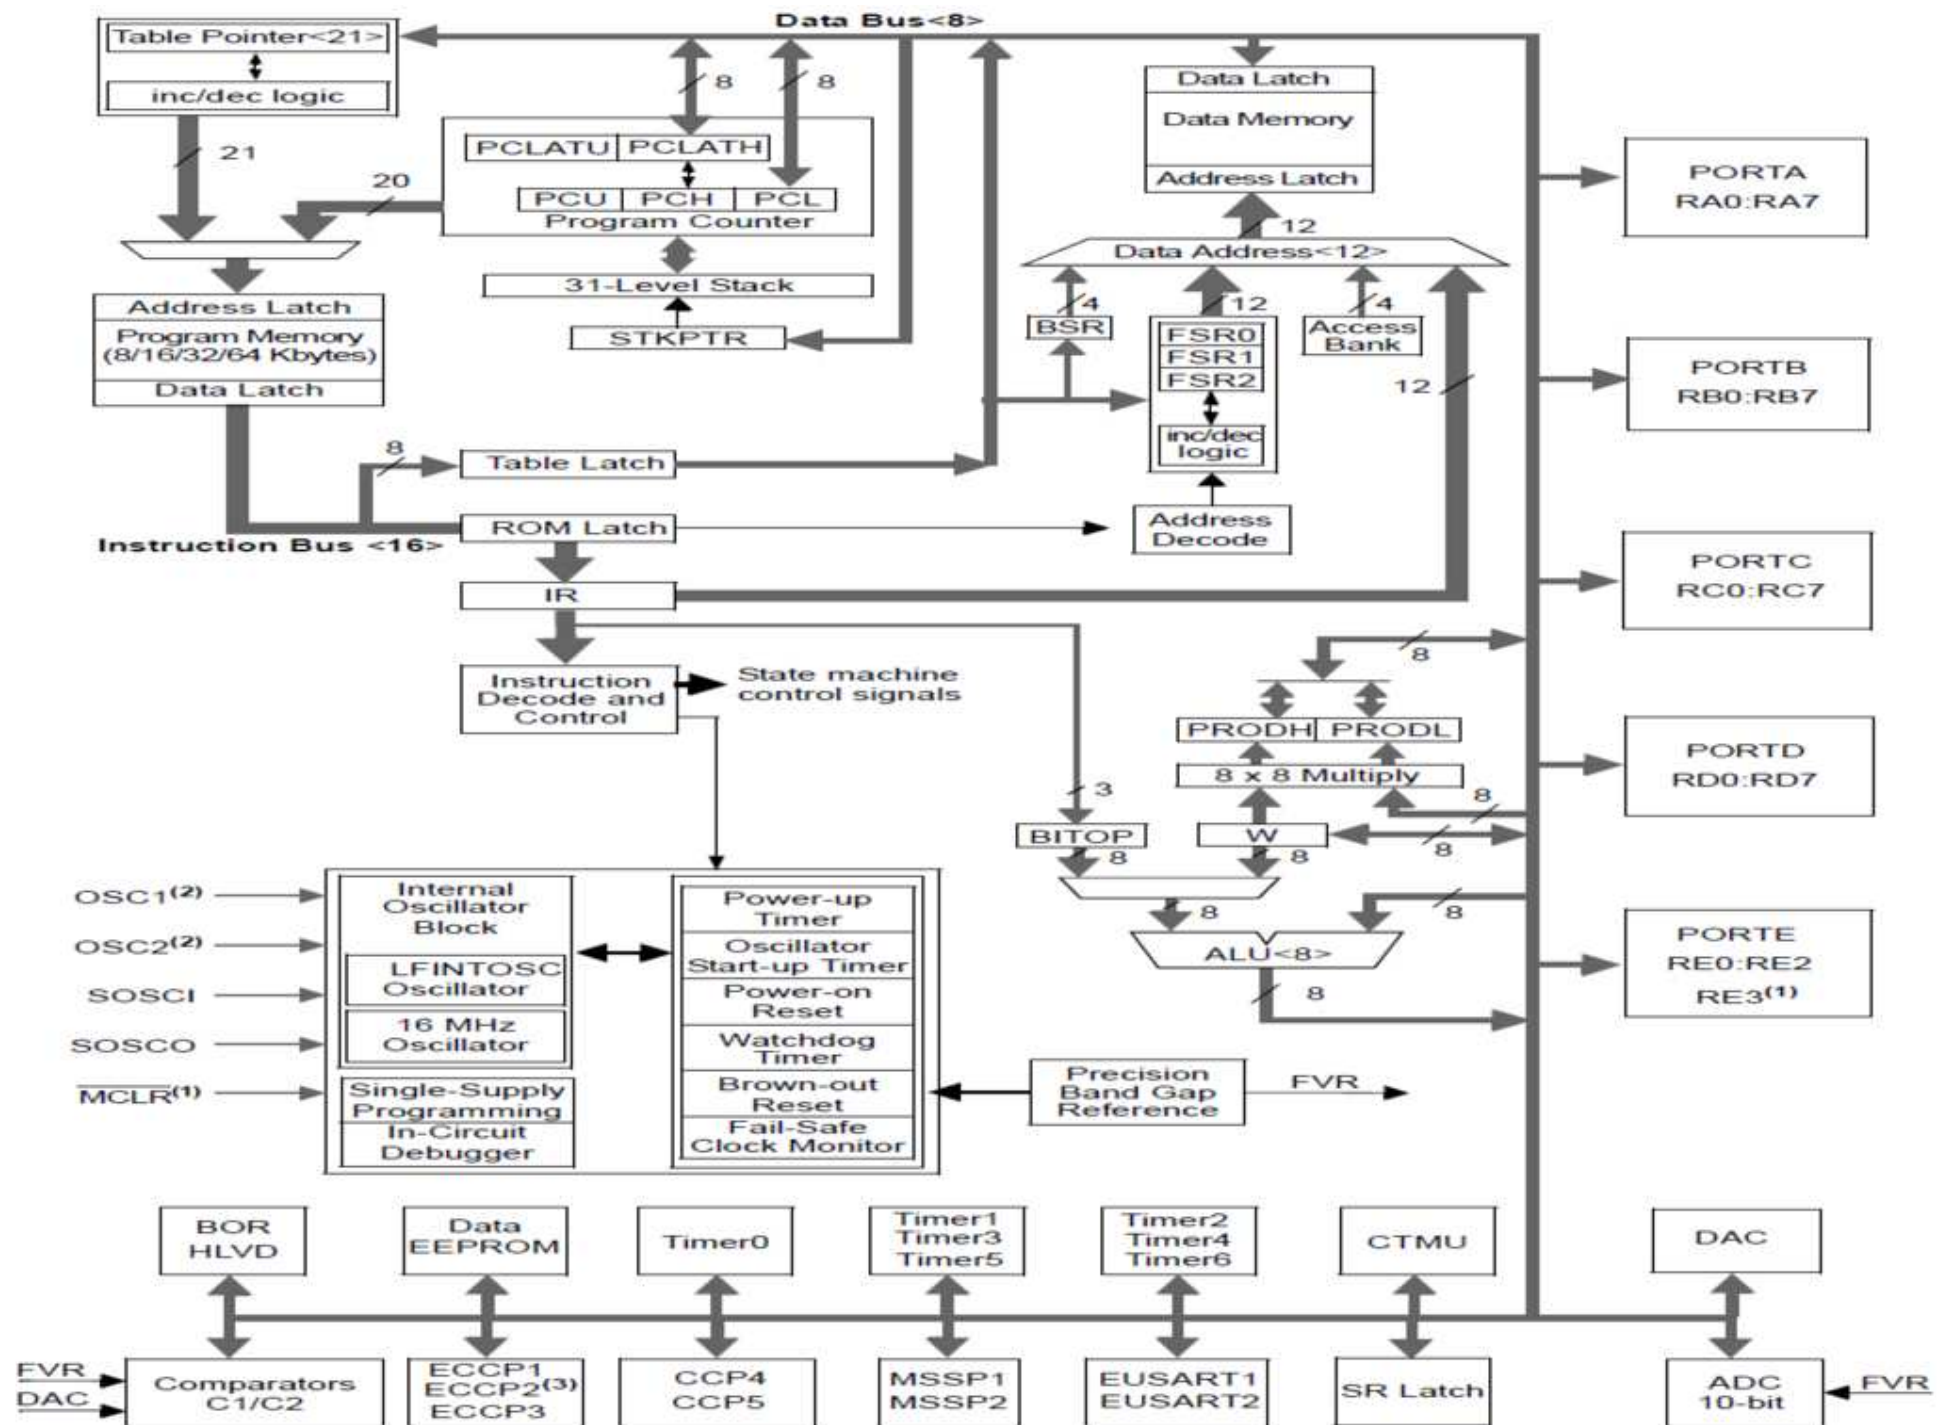 Data Bus<8>
Table Pointer<21>
inc/dec logic
21
20
8
8
PCLATU PCLATH
PCU PCH PCL
Program Counter
31-Level Stack
STKPTR
Address Latch
Program Memory
(8/16/32/64 Kbytes)
Data Latch
8
Table Latch
ROM Latch
Instruction Bus <16>
IR
Instruction
Decode and
Control
State machine
control signals
Data Latch
Data Memory
Address Latch
12
Data Address<12>
4
12
4
BSR
FSR0
FSR1
FSR2
inc/dec
logic
Access
Bank
12
Address
Decode
8
PRODH PRODL
8 x 8 Multiply
3
8
BITOP
W
8
8
8
8
8
ALU<8>
8
PORTA
RA0:RA7
PORTB
RB0:RB7
PORTC
RC0:RC7
PORTD
RD0:RD7
PORTE
RE0:RE2
RE3(1)
OSC1(2)
OSC2(2)
SOSCI
SOSCO
MCLR(1)
Internal
Oscillator
Block
LFINTOSC
Oscillator
16 MHz
Oscillator
Single-Supply
Programming
In-Circuit
Debugger
Power-up
Timer
Oscillator
Start-up Timer
Power-on
Reset
Watchdog
Timer
Brown-out
Reset
Fail-Safe
Clock Monitor
Precision
Band Gap
Reference
FVR
BOR
HLVD
Data
EEPROM
Timer0
Timer1
Timer3
Timer5
Timer2
Timer4
Timer6
CTMU
DAC
FVR
DAC
Comparators
C1/C2
ECCP1
ECCP2(3)
ECCP3
CCP4
CCP5
MSSP1
MSSP2
EUSART1
EUSART2
SR Latch
ADC
10-bit
FVR